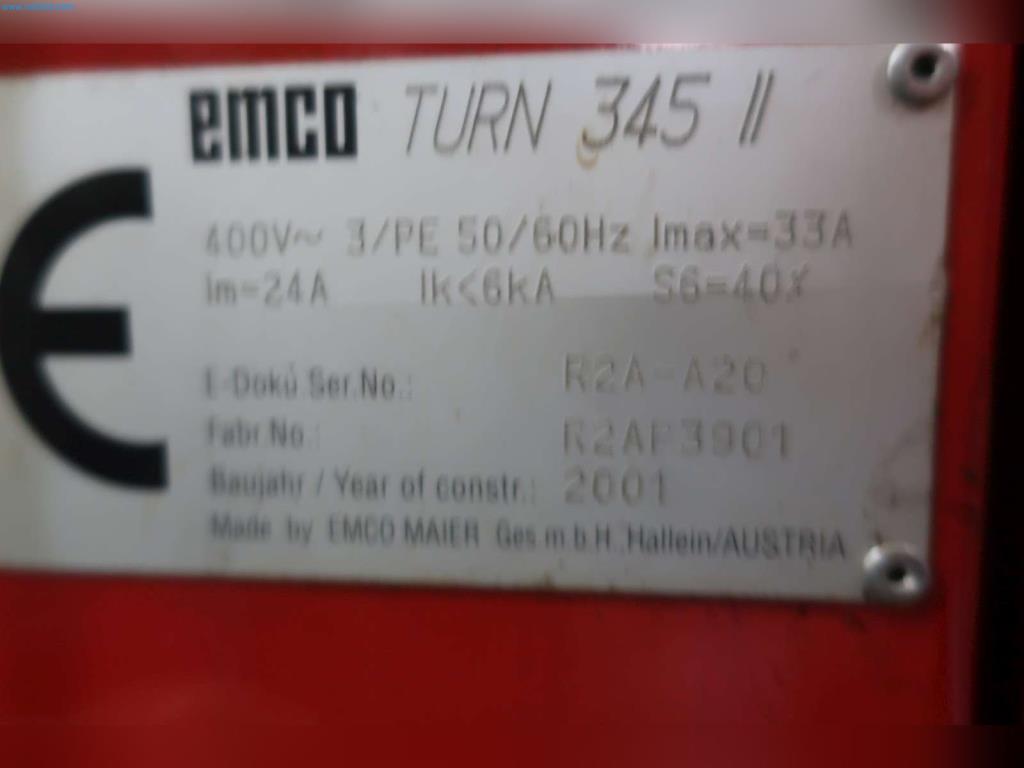 emco TURN 345 II
400V~ 3/PE 50/60Hz Imax=33A
Im=24A Ik<6kA S6=40%
E-Doku Ser.No.: R2A-A20
Fabr.No.:
Baujahr / Year of constr.: 2001
Made by EMCO MAIER Ges.m.b.H., Hallein/AUSTRIA